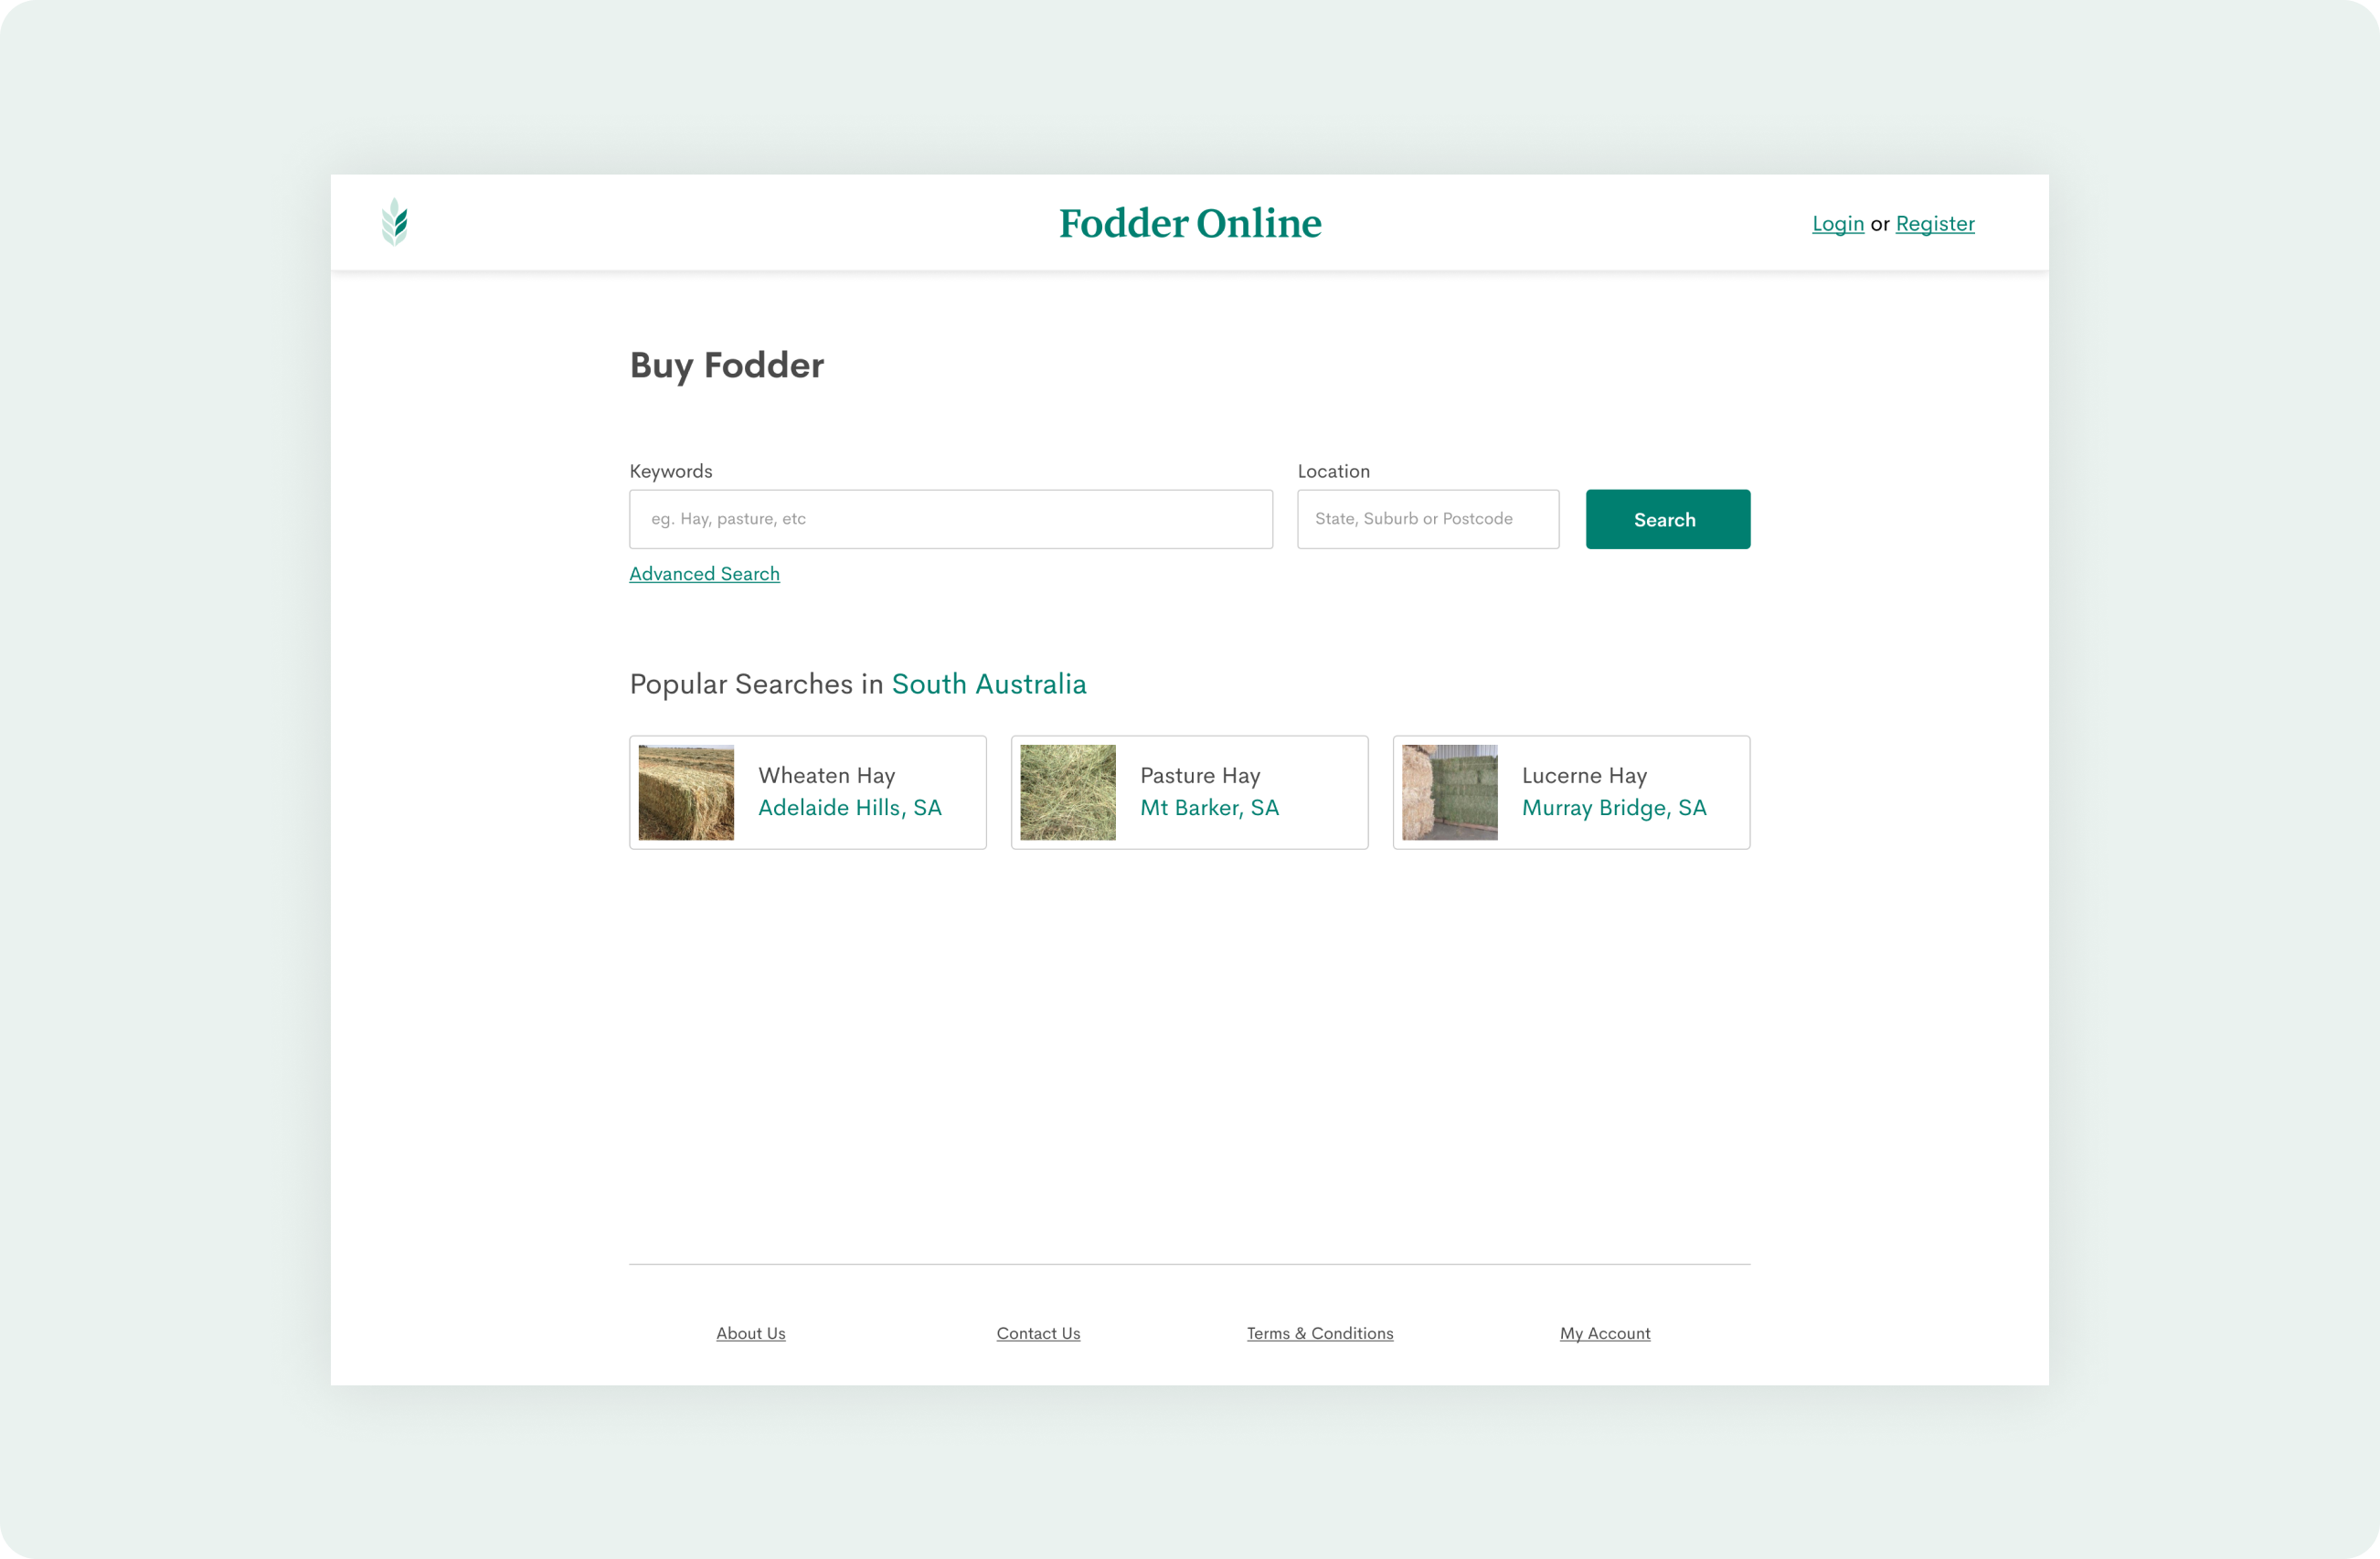 Fodder Online
Login or Register
Buy Fodder
Keywords
Location
eg. Hay, pasture, etc
State, Suburb or Postcode
Search
Advanced Search
Popular Searches in South Australia
Wheaten Hay
Adelaide Hills, SA
Pasture Hay
Mt Barker, SA
Lucerne Hay
Murray Bridge, SA
About Us
Contact Us
Terms & Conditions
My Account